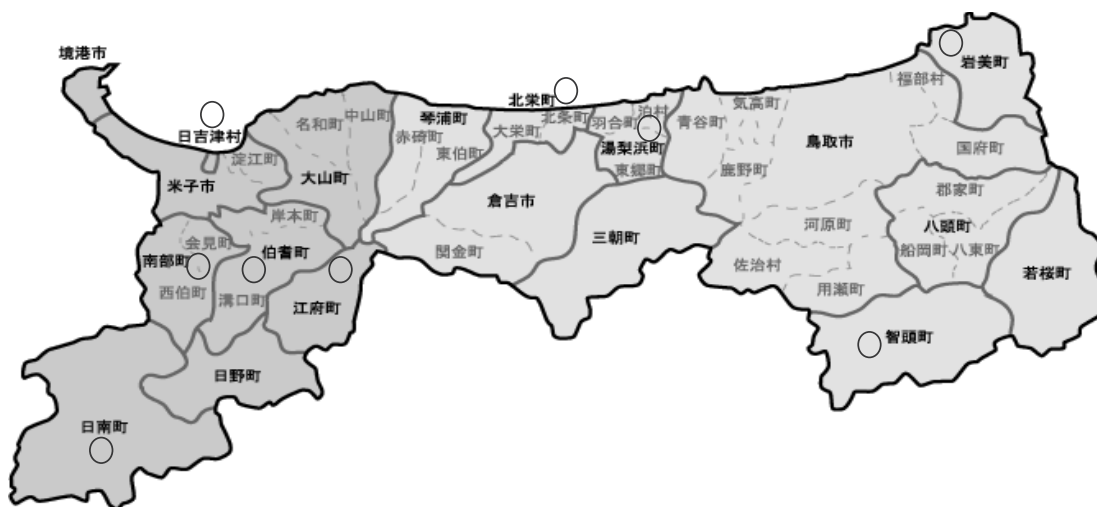 境港市
岩美町
福部村
北栄町
気高町
中山町
琴浦町
北条町
泊村
名和町
羽合町
青谷町
大栄町
赤碕町
日吉津村
鳥取市
湯梨浜町
国府町
東伯町
淀江町
東郷町
鹿野町
大山町
米子市
郡家町
倉吉市
岸本町
河原町
八頭町
三朝町
会見町
伯耆町
関金町
船岡町
八東町
南部町
佐治村
若桜町
西伯町
用瀬町
溝口町
江府町
智頭町
日野町
日南町